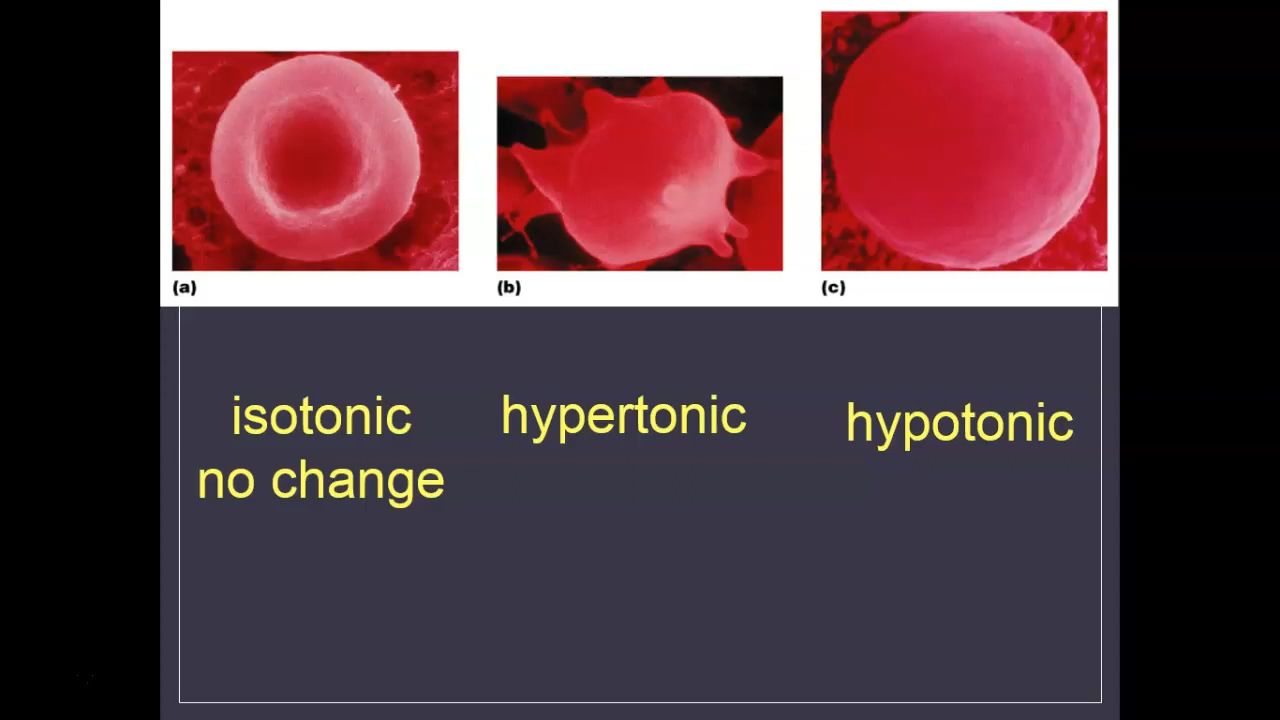 (a)
(b)
(c)
isotonic
no change
hypertonic
hypotonic